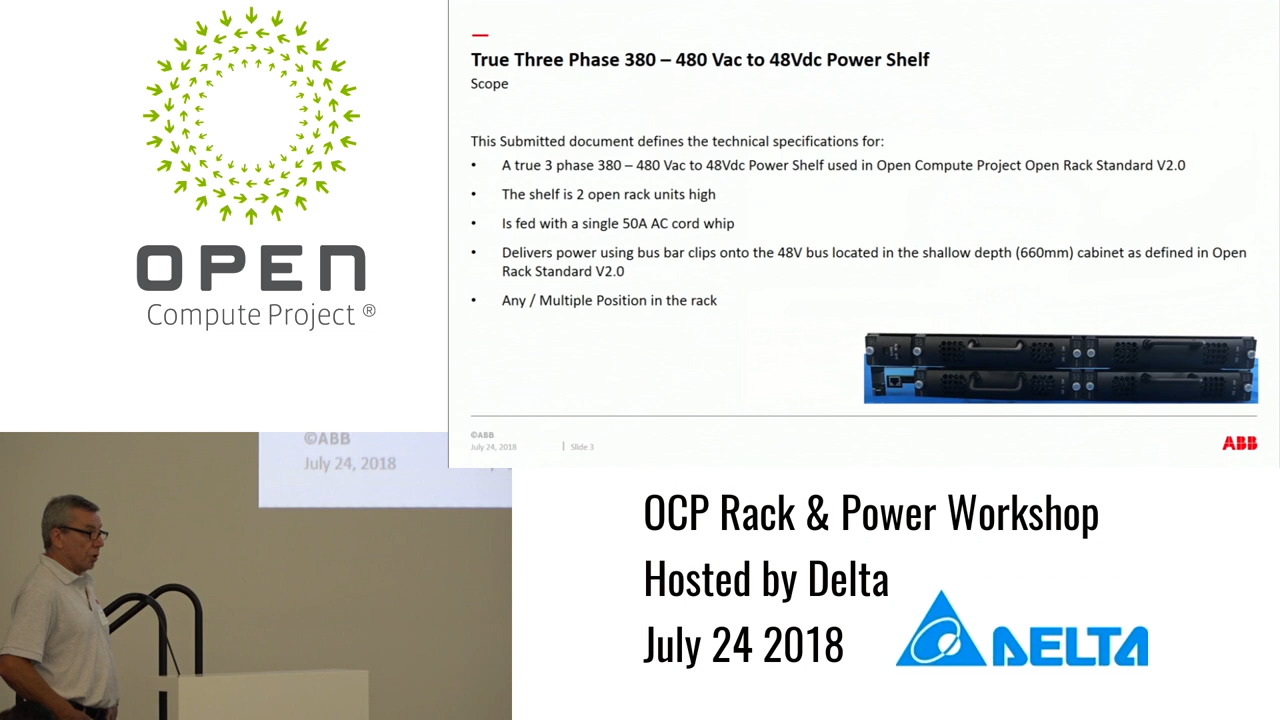 OPEN
Compute Project ®
True Three Phase 380 – 480 Vac to 48Vdc Power Shelf
Scope
This Submitted document defines the technical specifications for:
• A true 3 phase 380 – 480 Vac to 48Vdc Power Shelf used in Open Compute Project Open Rack Standard V2.0
• The shelf is 2 open rack units high
• Is fed with a single 50A AC cord whip
• Delivers power using bus bar clips onto the 48V bus located in the shallow depth (660mm) cabinet as defined in Open
Rack Standard V2.0
• Any / Multiple Position in the rack
©ABB
July 24, 2018 | Slide 3
ABB
©ABB
July 24, 2018
OCP Rack & Power Workshop
Hosted by Delta
July 24 2018
DELTA